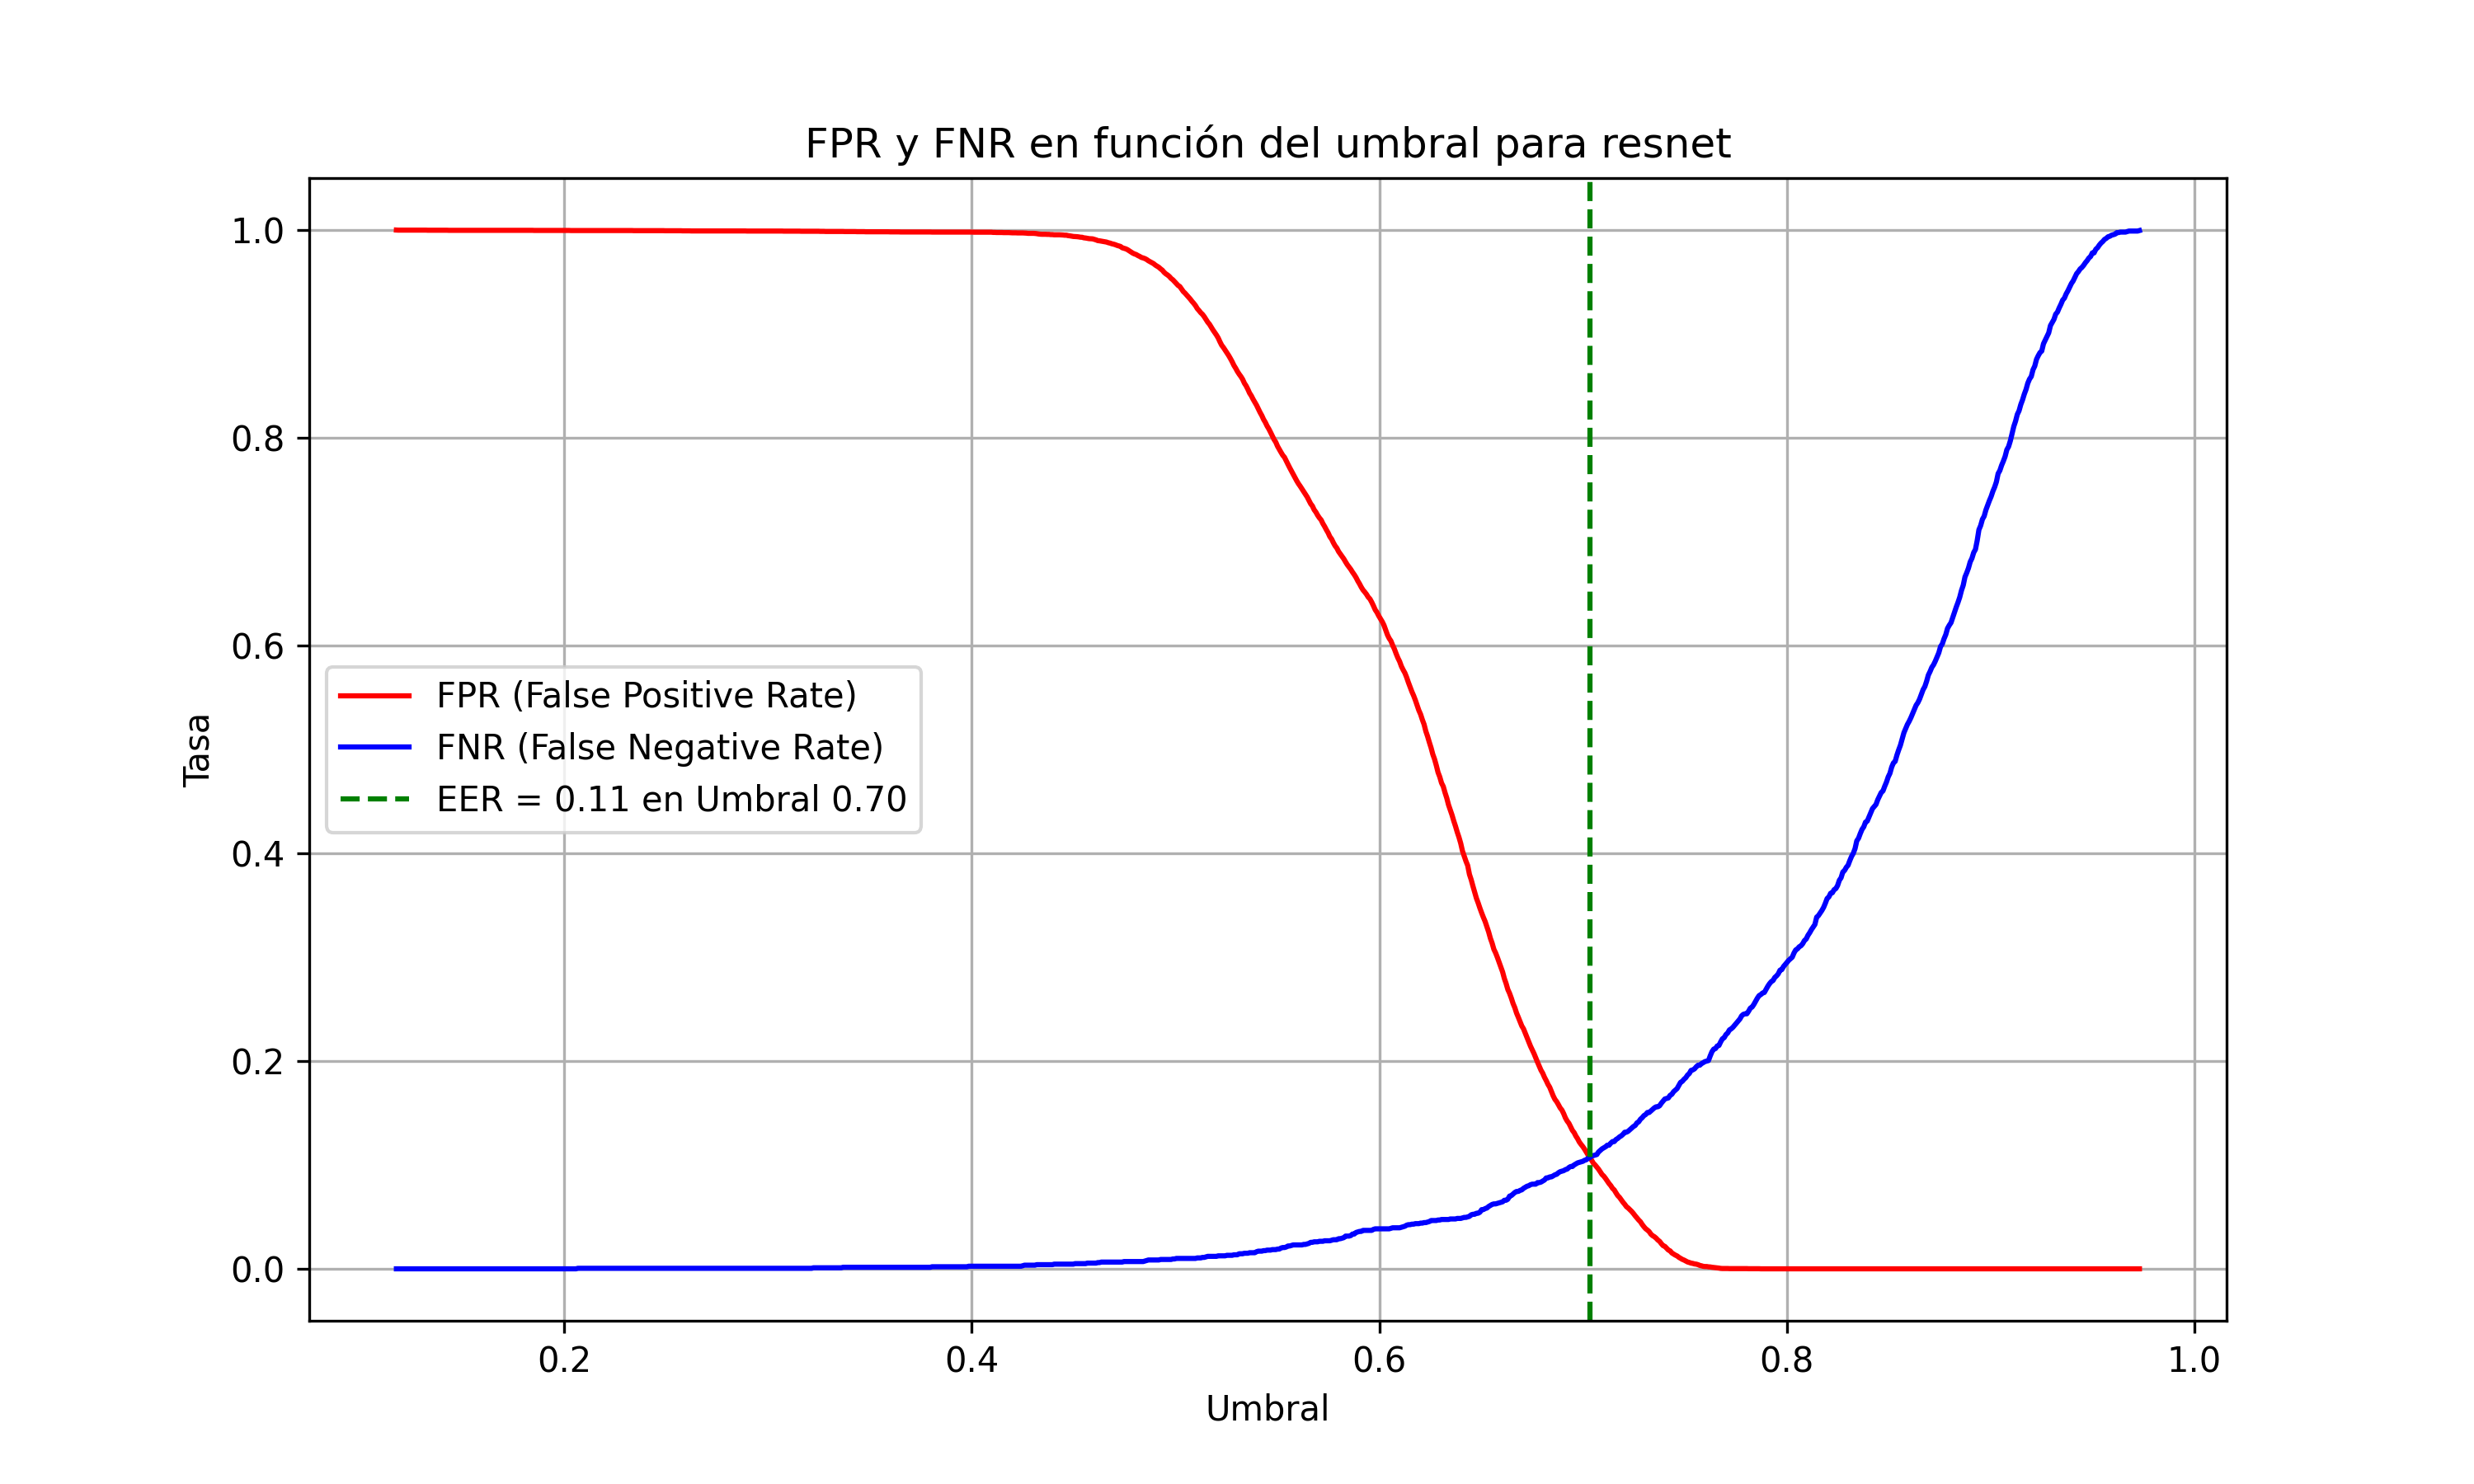 FPR y FNR en función del umbral para resnet
1.0
0.8
0.6
0.4
0.2
0.0
Tasa
FPR (False Positive Rate)
FNR (False Negative Rate)
EER = 0.11 en Umbral 0.70
0.2 0.4 0.6 0.8 1.0
Umbral